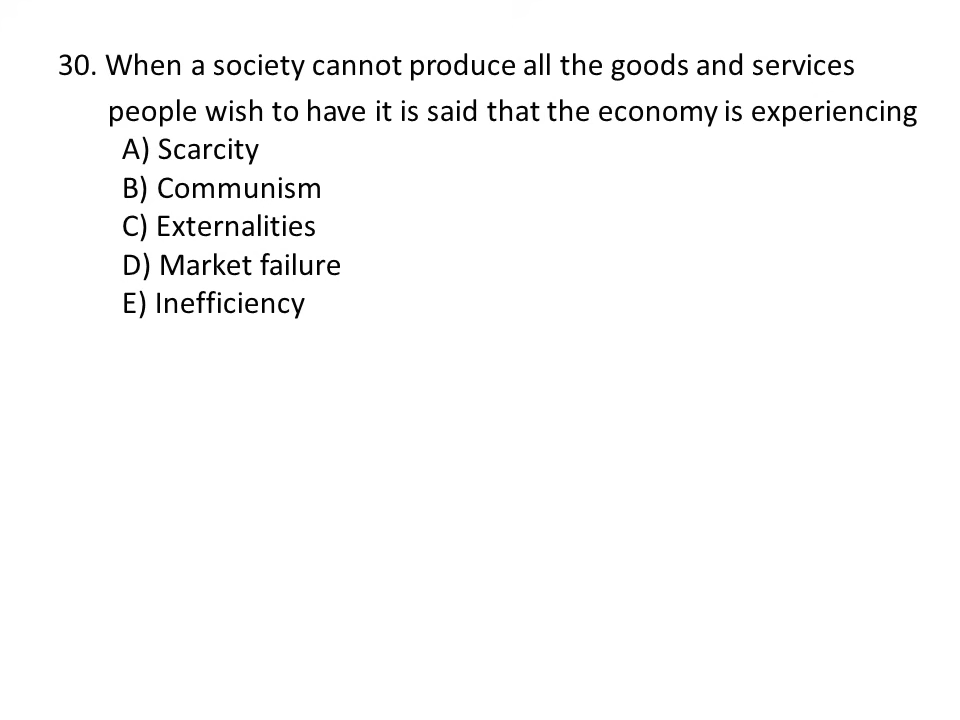 30. When a society cannot produce all the goods and services
people wish to have it is said that the economy is experiencing
A) Scarcity
B) Communism
C) Externalities
D) Market failure
E) Inefficiency